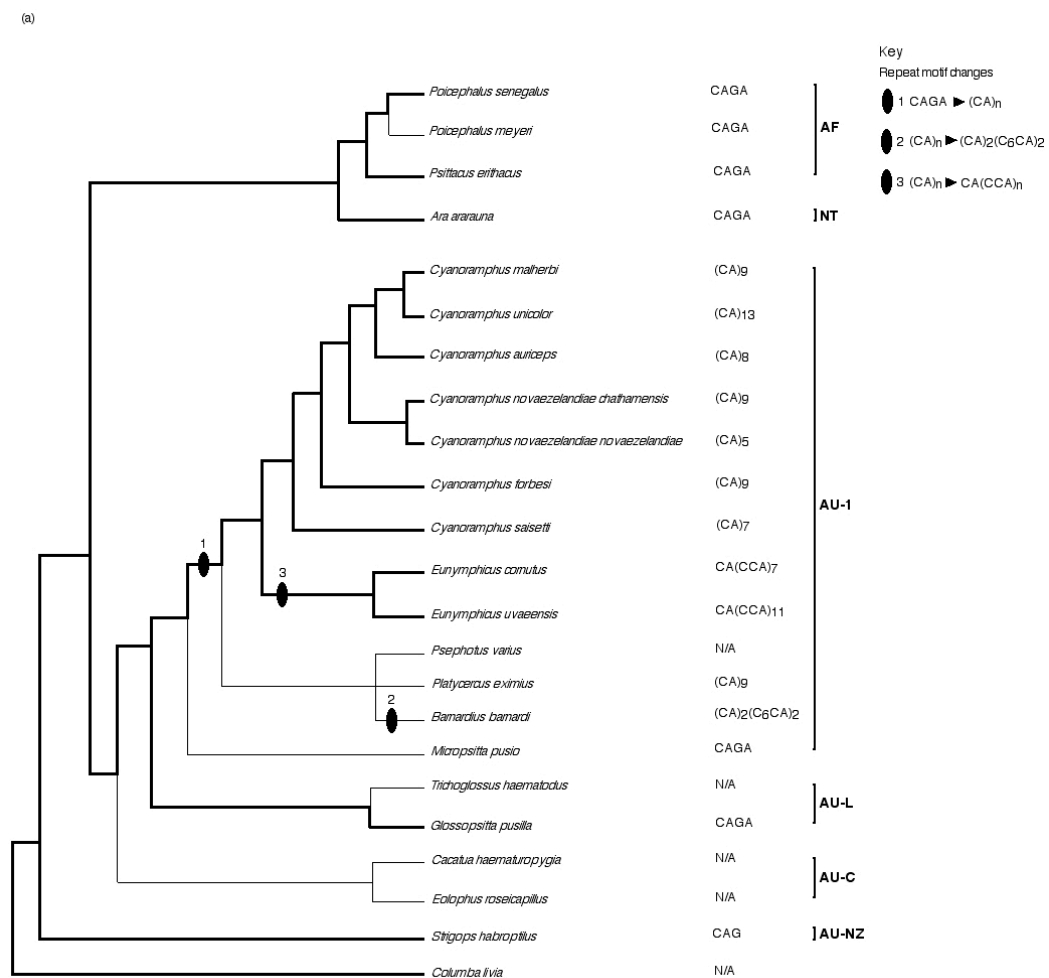 (a)
Key
Repeat motif changes
1 CAGA ► (CA)n
2 (CA)n ► (CA)2(C6CA)2
3 (CA)n ► CA(CCA)n
Poicephalus senegalus CAGA
Poicephalus meyeri CAGA
AF
Psittacus erithacus CAGA
Ara ararauna CAGA NT
Cyanoramphus malherbi (CA)9
Cyanoramphus unicolor (CA)13
Cyanoramphus auriceps (CA)8
Cyanoramphus novaezelandiae chathamensis (CA)9
Cyanoramphus novaezelandiae novaezelandiae (CA)5
Cyanoramphus forbesi (CA)9
AU-1
Cyanoramphus saisetti (CA)7
1
3
Eunymphicus cornutus CA(CCA)7
Eunymphicus uvaeensis CA(CCA)11
Psephotus varius N/A
Platycercus eximius (CA)9
2
Barnardius barnardi (CA)2(C6CA)2
Micropsitta pusio CAGA
Trichoglossus haematodus N/A
AU-L
Glossopsitta pusilla CAGA
Cacatua haematuropygia N/A
AU-C
Eolophus roseicapillus N/A
Strigops habroptilus CAG AU-NZ
Columba livia N/A